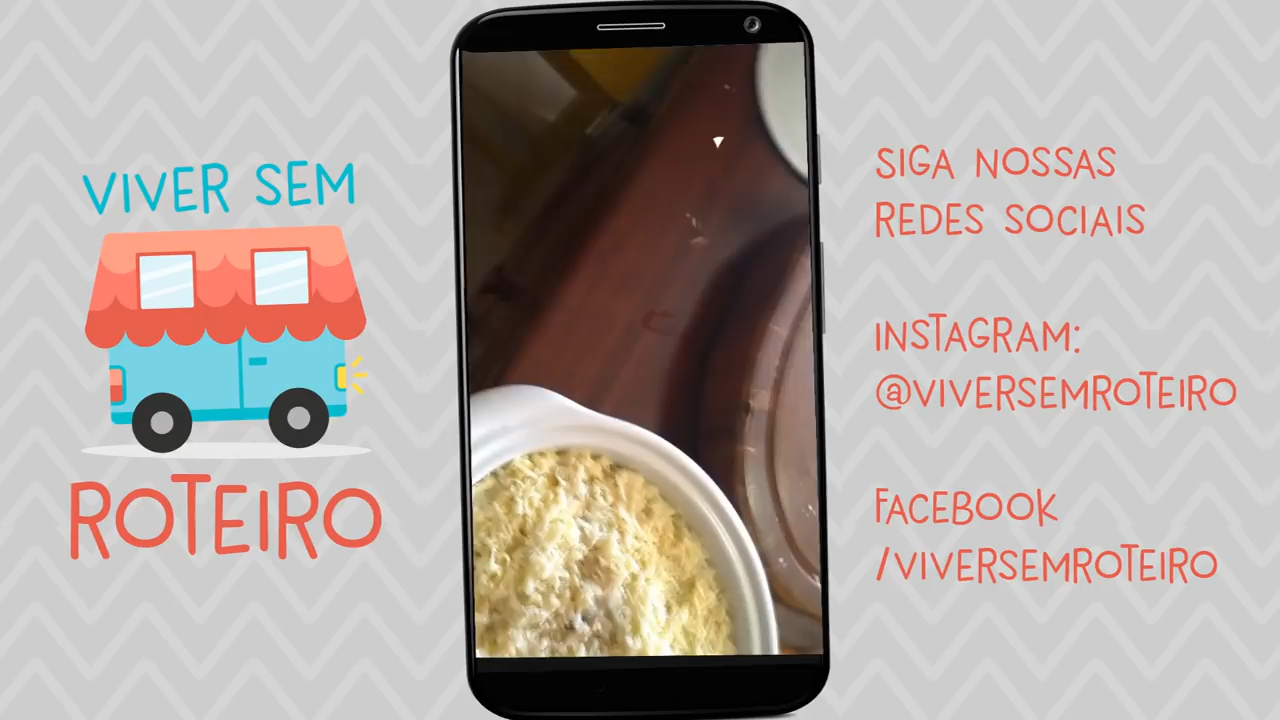 VIVER SEM
ROTEIRO
SIGA NOSSAS
REDES SOCIAIS
INSTAGRAM:
@VIVERSEMROTEIRO
FACEBOOK
/VIVERSEMROTEIRO